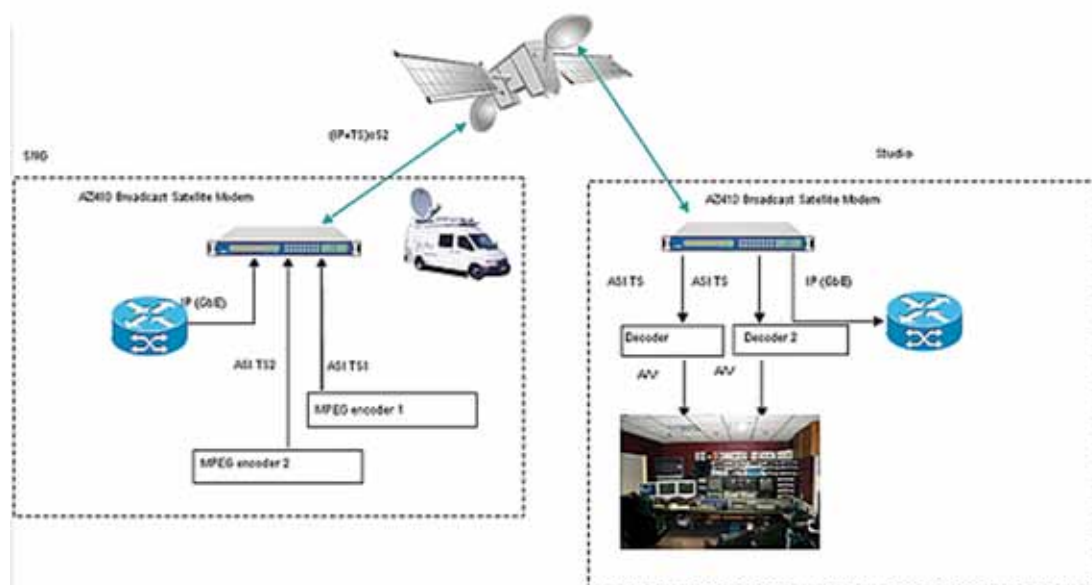 (IP+TS)oS2
SNG
Studio
AZ410 Broadcast Satellite Modem
AZ410 Broadcast Satellite Modem
IP (GbE)
ASI TS2
ASI TS1
MPEG encoder 1
MPEG encoder 2
ASI TS
ASI TS
IP (GbE)
Decoder
Decoder 2
A/V
A/V